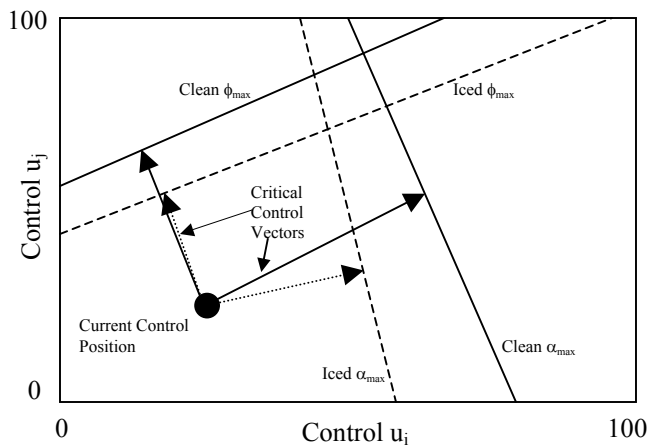 100
Clean ϕmax
Iced ϕmax
Critical
Control
Vectors
Control uj
Current Control
Position
Iced αmax
Clean αmax
0
0
Control ui
100